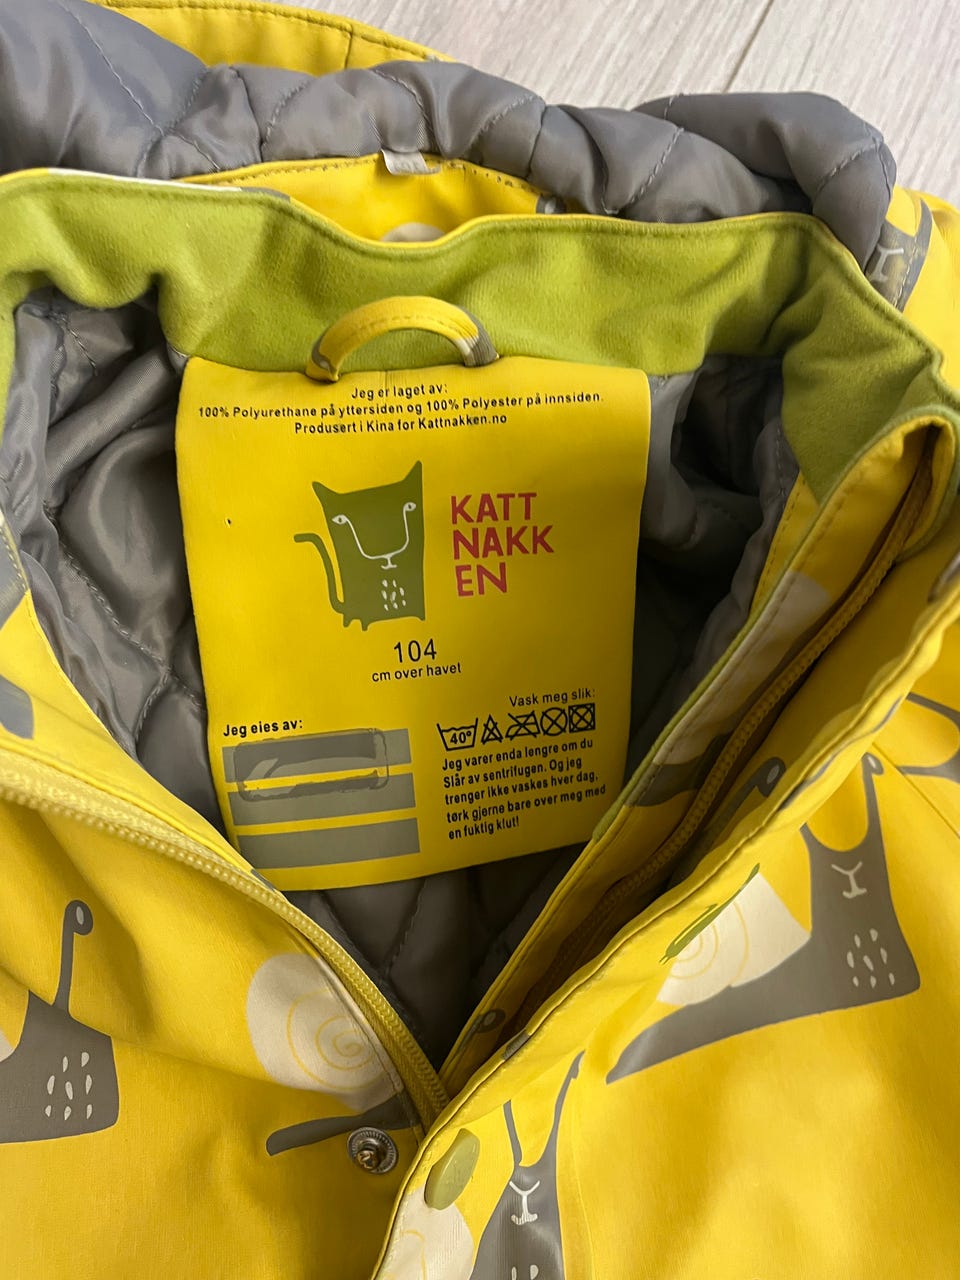 Jeg er laget av:
100% Polyurethane på yttersiden og 100% Polyester på innsiden.
Produsert i Kina for Kattnakken.no
KATT
NAKK
EN
104
cm over havet
Jeg eies av:
Vask meg slik:
40°
Jeg varer enda lengre om du
Slår av sentrifugen. Og jeg
trenger ikke vaskes hver dag,
tørk gjerne bare over meg med
en fuktig klut!